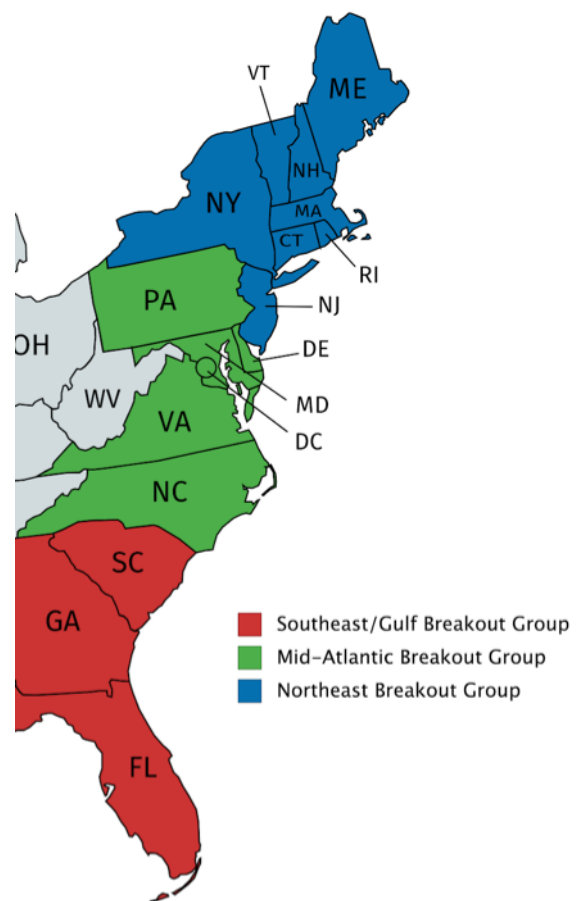 VT
ME
NH
NY
MA
CT
RI
PA
NJ
OH
DE
WV
MD
VA
DC
NC
SC
GA
Southeast/Gulf Breakout Group
Mid-Atlantic Breakout Group
Northeast Breakout Group
FL